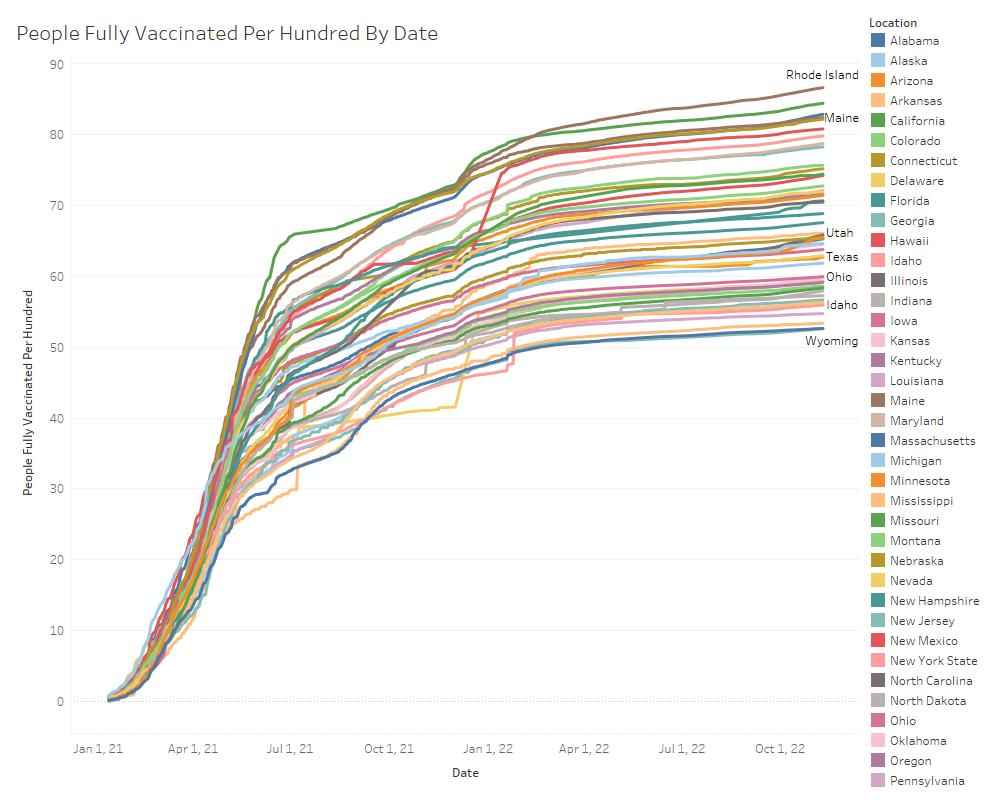 People Fully Vaccinated Per Hundred By Date
Location
Alabama
Alaska
Arizona
Arkansas
California
Colorado
Connecticut
Delaware
Florida
Georgia
Hawaii
Idaho
Illinois
Indiana
Iowa
Kansas
Kentucky
Louisiana
Maine
Maryland
Massachusetts
Michigan
Minnesota
Mississippi
Missouri
Montana
Nebraska
Nevada
New Hampshire
New Jersey
New Mexico
New York State
North Carolina
North Dakota
Ohio
Oklahoma
Oregon
Pennsylvania
People Fully Vaccinated Per Hundred
90
80
70
60
50
40
30
20
10
0
Rhode Island
Maine
Utah
Texas
Ohio
Idaho
Wyoming
Jan 1, 21
Apr 1, 21
Jul 1, 21
Oct 1, 21
Jan 1, 22
Apr 1, 22
Jul 1, 22
Oct 1, 22
Date